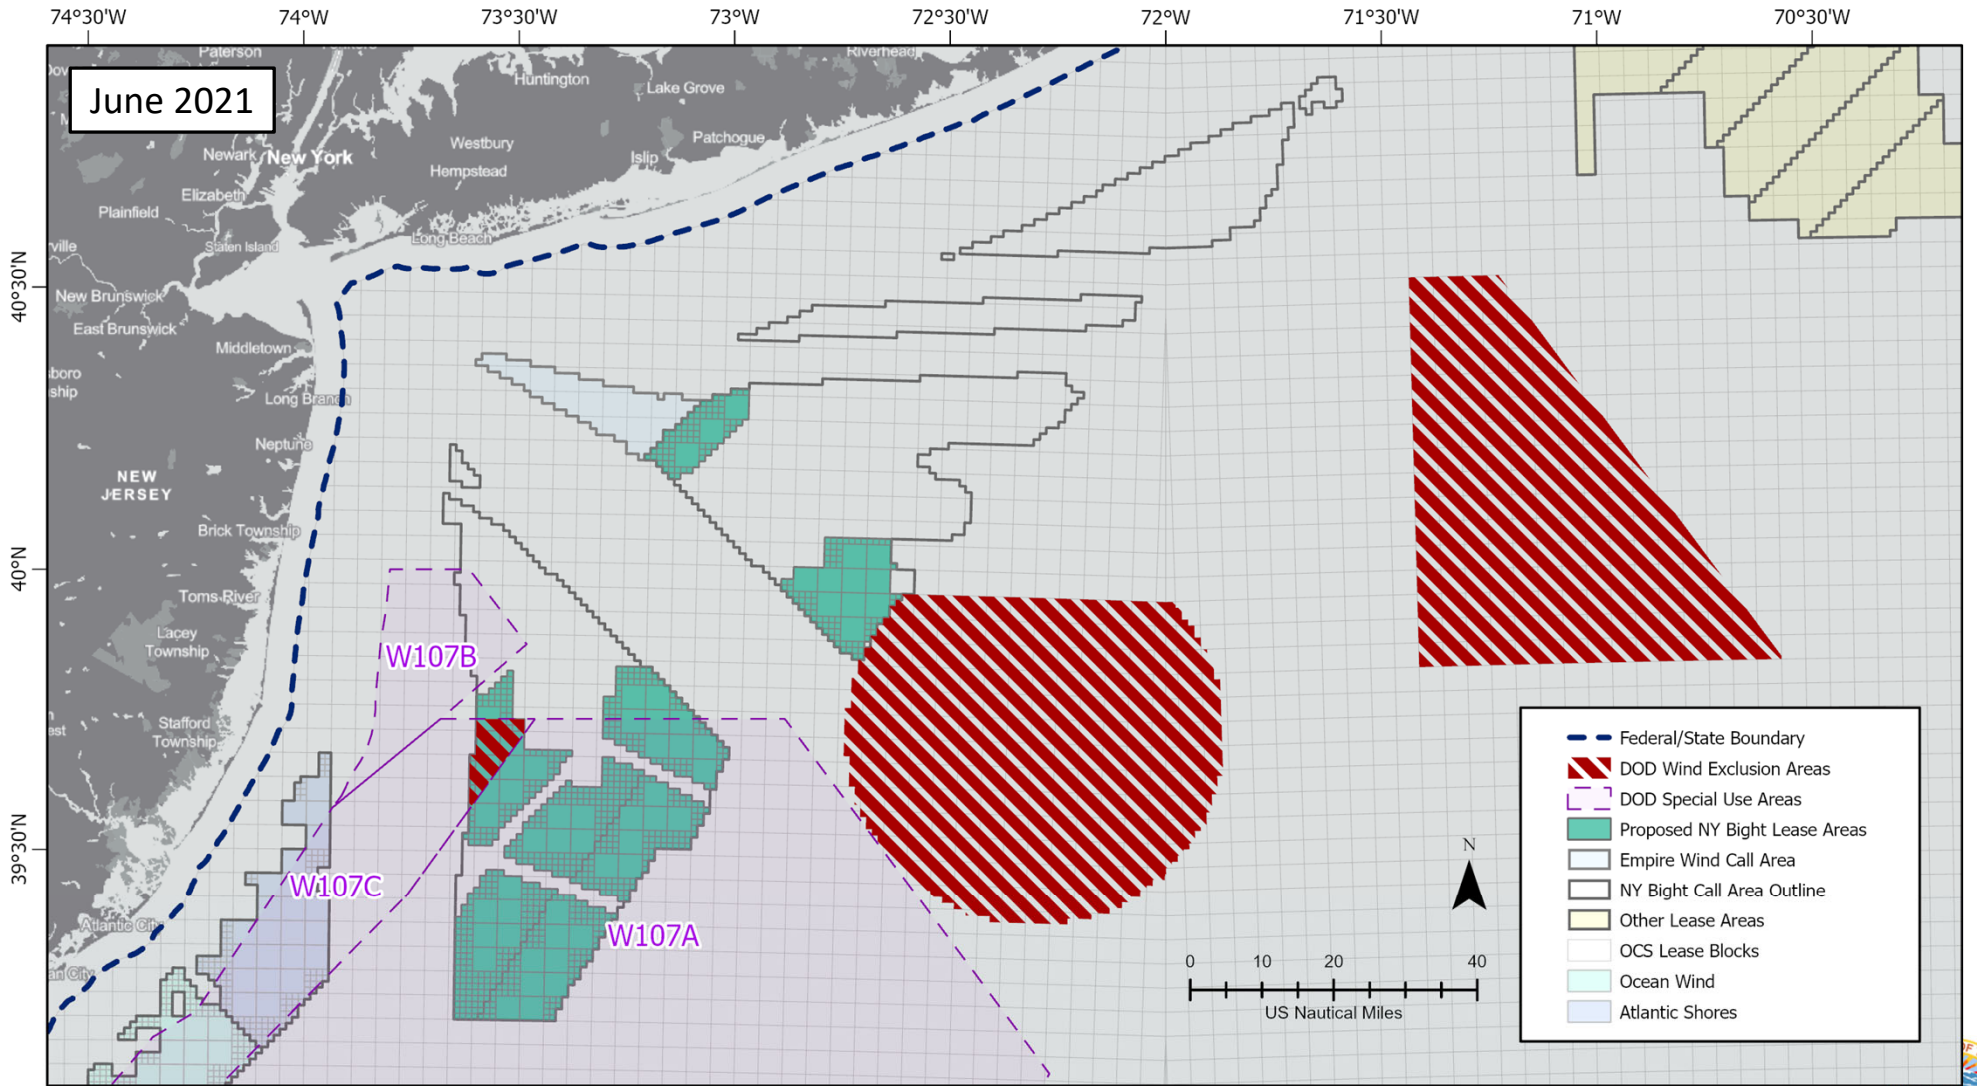 74°30'W 74°W 73°30'W 73°W 72°30'W 72°W 71°30'W 71°W 70°30'W
June 2021
Paterson
Huntington
Riverhead
Lake Grove
Westbury
Patchogue
Newark
New York
Islip
Hempstead
Elizabeth
Plainfield
Staten Island
Long Beach
40°30'N
New Brunswick
East Brunswick
Middletown
Long Branch
Neptune
NEW
JERSEY
Brick Township
40°N
Toms River
Lacey
Township
W107B
Stafford
Township
39°30'N
W107C
Atlantic City
W107A
N
0 10 20 40
US Nautical Miles
Federal/State Boundary
DOD Wind Exclusion Areas
DOD Special Use Areas
Proposed NY Bight Lease Areas
Empire Wind Call Area
NY Bight Call Area Outline
Other Lease Areas
OCS Lease Blocks
Ocean Wind
Atlantic Shores